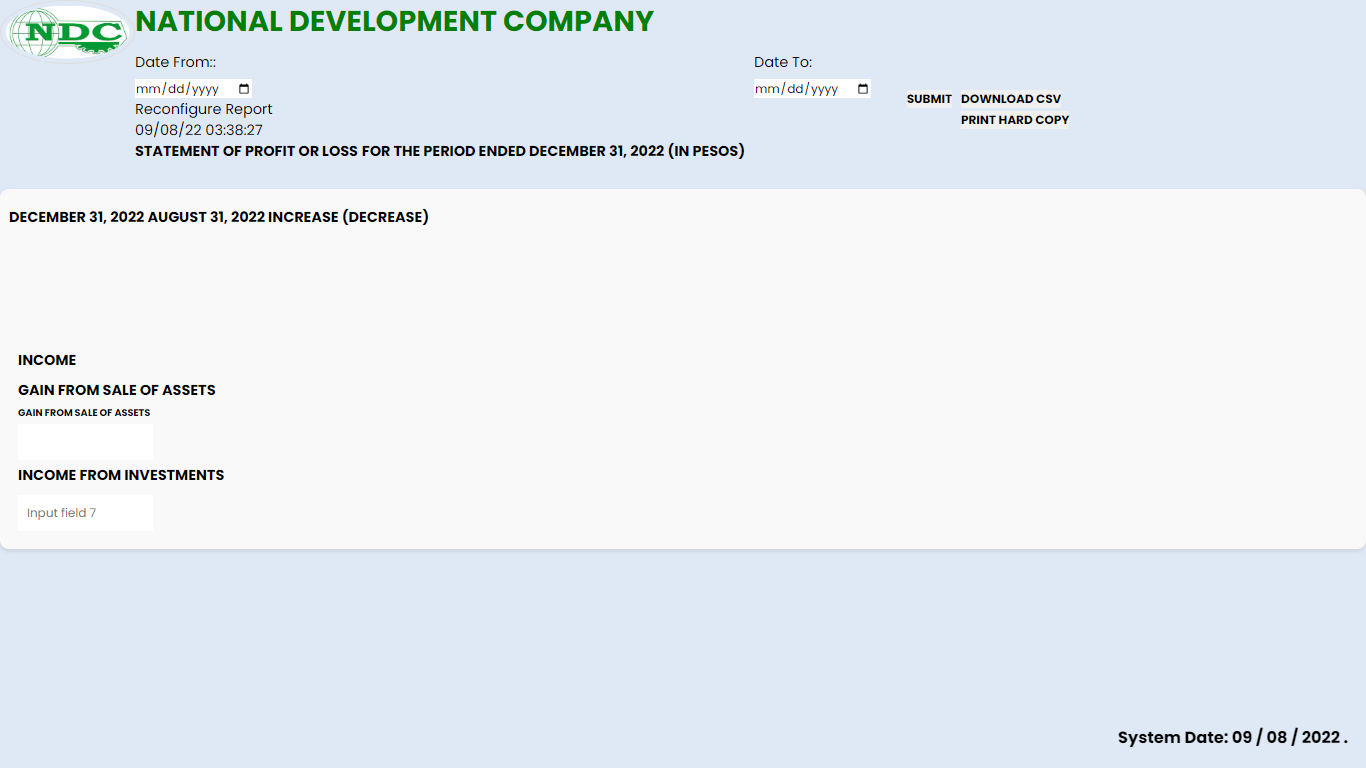 NDC
NATIONAL DEVELOPMENT COMPANY
Date From::
Date To:
mm/dd/yyyy
mm/dd/yyyy
SUBMIT DOWNLOAD CSV
PRINT HARD COPY
Reconfigure Report
09/08/22 03:38:27
STATEMENT OF PROFIT OR LOSS FOR THE PERIOD ENDED DECEMBER 31, 2022 (IN PESOS)
DECEMBER 31, 2022 AUGUST 31, 2022 INCREASE (DECREASE)
INCOME
GAIN FROM SALE OF ASSETS
GAIN FROM SALE OF ASSETS
INCOME FROM INVESTMENTS
Input field 7
System Date: 09 / 08 / 2022 .